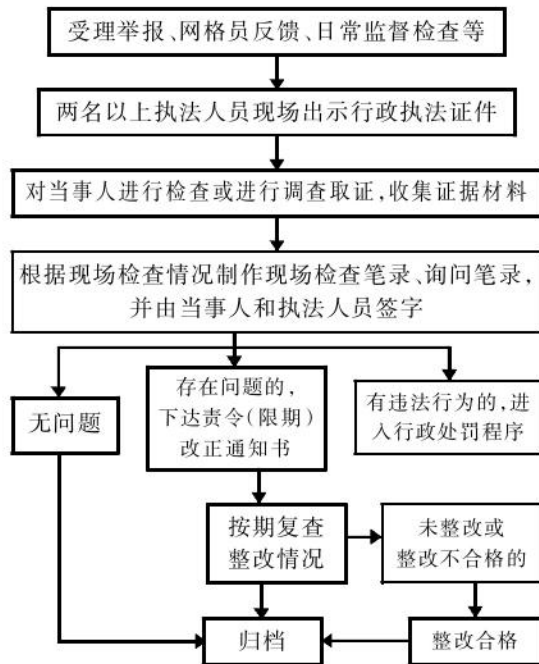 受理举报、网格员反馈、日常监督检查等
两名以上执法人员现场出示行政执法证件
对当事人进行检查或进行调查取证,收集证据材料
根据现场检查情况制作现场检查笔录、询问笔录,
并由当事人和执法人员签字
无问题
存在问题的,
下达责令(限期)
改正通知书
有违法行为的,进
入行政处罚程序
按期复查
整改情况
未整改或
整改不合格的
归档
整改合格